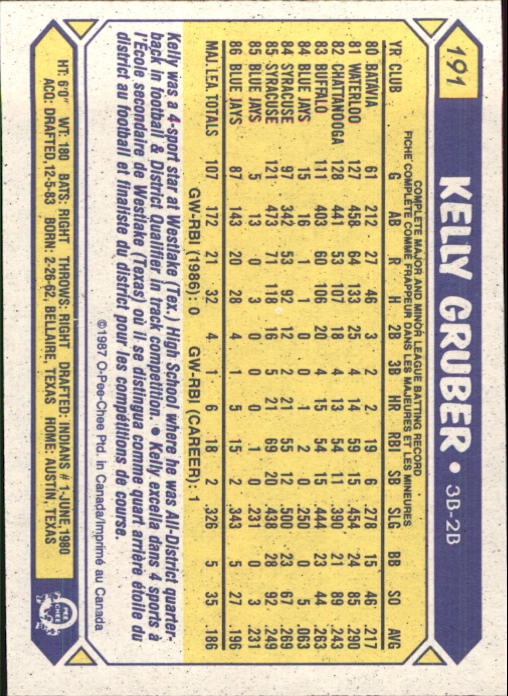 191 KELLY GRUBER • 3B-2B
COMPLETE MAJOR AND MINOR LEAGUE BATTING RECORD
FICHE COMPLÈTE COMME FRAPPEUR DANS LES MAJEURES ET LES MINEURES
YR CLUB G AB R H 2B 3B HR RBI SB SLG BB SO AVG
80 BATAVIA 61 212 27 46 3 2 2 19 6 .278 15 46 .217
81 WATERLOO 127 458 64 133 25 4 14 59 15 .454 24 85 .290
82 CHATTANOOGA 128 441 53 107 18 4 13 54 11 .390 21 89 .243
83 BUFFALO 111 403 60 106 20 4 15 54 15 .444 23 44 .263
84 BLUE JAYS 15 16 1 1 0 0 1 2 0 .250 0 5 .063
84 SYRACUSE 97 342 53 92 12 2 21 55 12 .500 23 67 .269
85 SYRACUSE 121 473 71 118 16 5 21 69 20 .438 28 92 .249
85 BLUE JAYS 5 13 0 3 0 0 0 1 0 .231 0 3 .231
86 BLUE JAYS 87 143 20 28 4 1 5 15 2 .343 5 27 .196
MAJ. LEA. TOTALS 107 172 21 32 4 1 6 18 2 .326 5 35 .186
GW-RBI (1986): 0 GW-RBI (CAREER): 1
Kelly was a 4-sport star at Westlake (Tex.) High School where he was All-District quarter-
back in football & District Qualifier in track competition. • Kelly excella dans 4 sports à
l'École secondaire de Westlake (Texas) où i se distingua comme quart arrière étoile du
district au football et finaliste du district pour les compétitions de course.
©1987 O-Pee-Chee Ptd. in Canada/Imprimé au Canada
HT: 6'0" WT: 180 BATS: RIGHT THROWS: RIGHT DRAFTED: INDIANS # 1-JUNE, 1980
ACQ: DRAFTED, 12-5-83 BORN: 2-26-62, BELLAIRE, TEXAS HOME: AUSTIN, TEXAS
O PEE CHEE